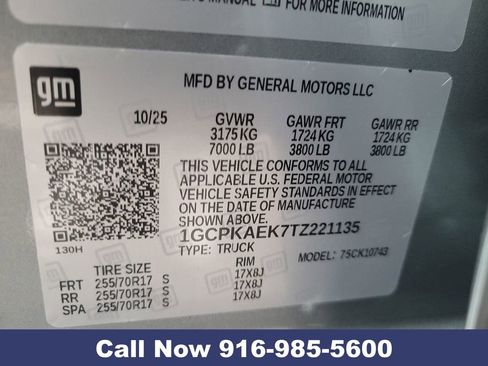 MANUAL FOR MORE INFORMATION
gm
MFD BY GENERAL MOTORS LLC
10/25 GVWR GAWR FRT GAWR RR
3175 KG 1724 KG 1724 KG
7000 LB 3800 LB 3800 LB
THIS VEHICLE CONFORMS TO ALL
APPLICABLE U.S. FEDERAL MOTOR
VEHICLE SAFETY STANDARDS IN EFFECT
ON THE DATE OF MANUFACTURE
SHOWN ABOVE.
1GCPKAEK7TZ221135
TYPE: TRUCK 75CK10743
130H
TIRE SIZE RIM
FRT 255/70R17 S 17X8J
RR 255/70R17 S 17X8J
SPA 255/70R17 S 17X8J
Call Now 916-985-5600